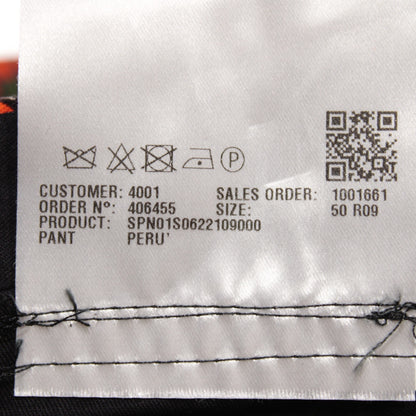 P
CUSTOMER: 4001 SALES ORDER: 1001661
ORDER Nº: 406455 SIZE: 50 R09
PRODUCT: SPN01S0622109000
PANT PERU'